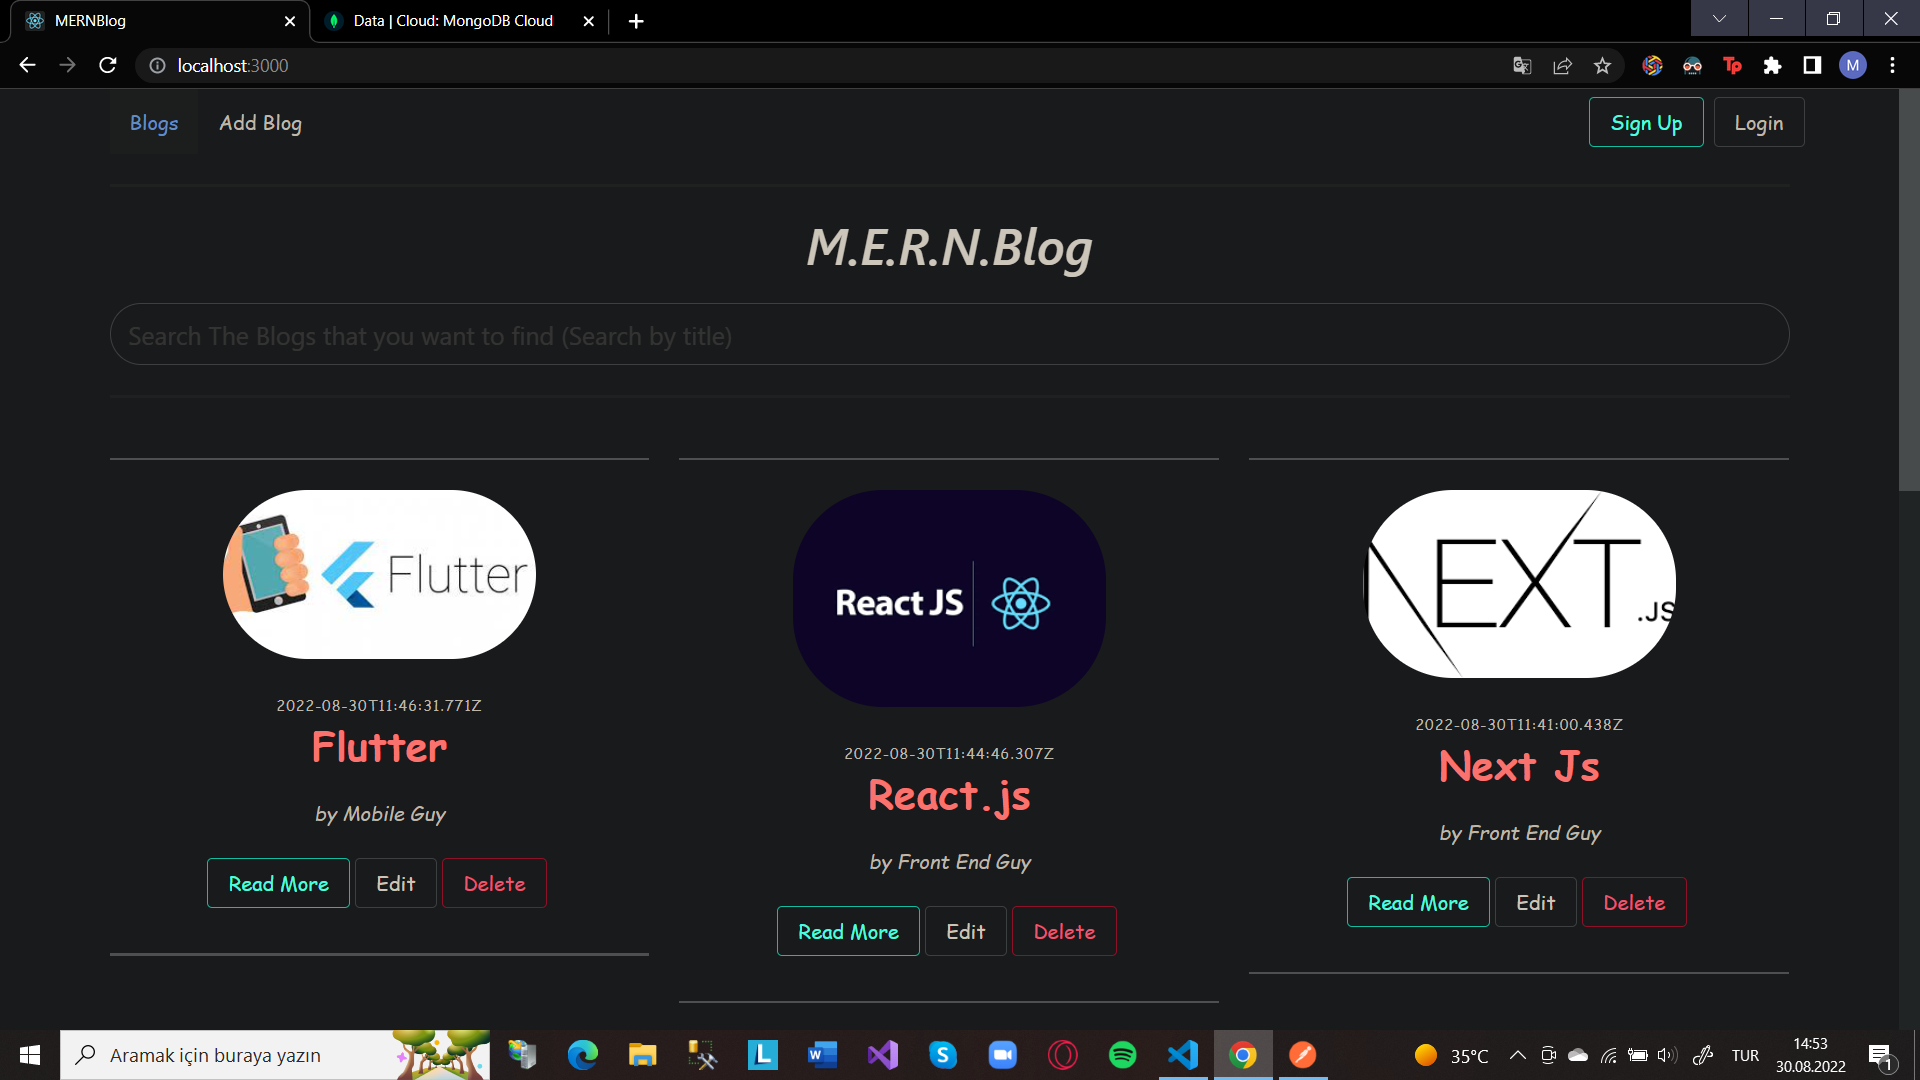 MERNBlog
Data | Cloud: MongoDB Cloud
localhost:3000
Tp
M
Blogs
Add Blog
Sign Up
Login
M.E.R.N.Blog
Search The Blogs that you want to find (Search by title)
Flutter
2022-08-30T11:46:31.771Z
Flutter
by Mobile Guy
Read More
Edit
Delete
React JS
2022-08-30T11:44:46.307Z
React.js
by Front End Guy
Read More
Edit
Delete
NEXT
.JS
2022-08-30T11:41:00.438Z
Next Js
by Front End Guy
Read More
Edit
Delete
Aramak için buraya yazın
L
W
S
35°C
TUR
14:53
30.08.2022
1